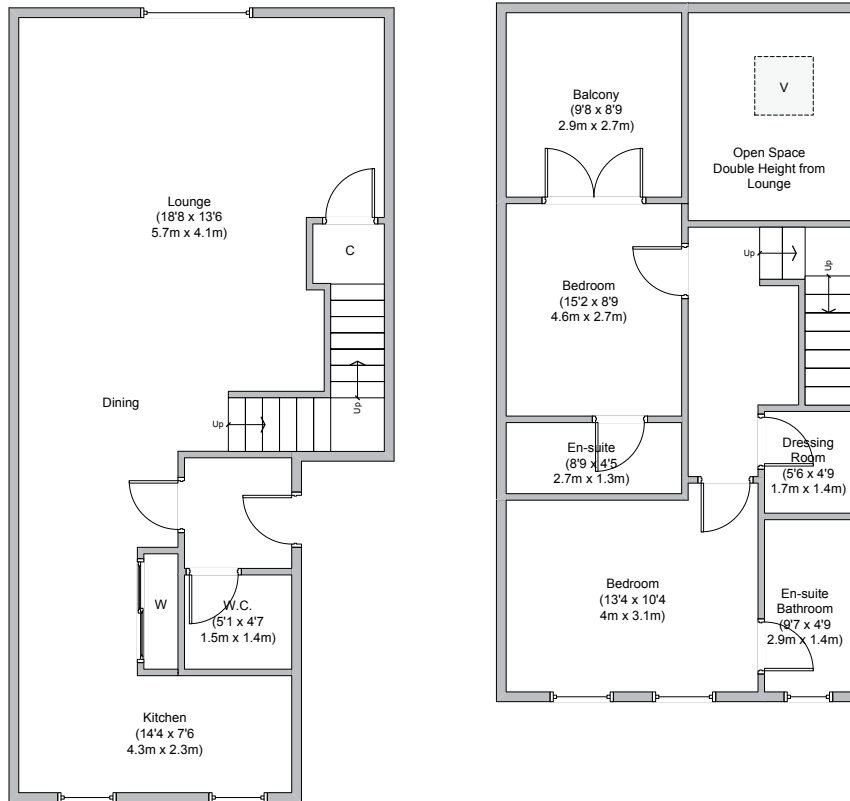 Lounge
(18'8 x 13'6
5.7m x 4.1m)
C
Dining
Up
Up
W
W.C.
(5'1 x 4'7
1.5m x 1.4m)
Kitchen
(14'4 x 7'6
4.3m x 2.3m)
Balcony
(9'8 x 8'9
2.9m x 2.7m)
V
Open Space
Double Height from
Lounge
Bedroom
(15'2 x 8'9
4.6m x 2.7m)
Up
Up
En-suite
(8'9 x 4'5
2.7m x 1.3m)
Dressing
Room
(5'6 x 4'9
1.7m x 1.4m)
Bedroom
(13'4 x 10'4
4m x 3.1m)
En-suite
Bathroom
(9'7 x 4'9
2.9m x 1.4m)